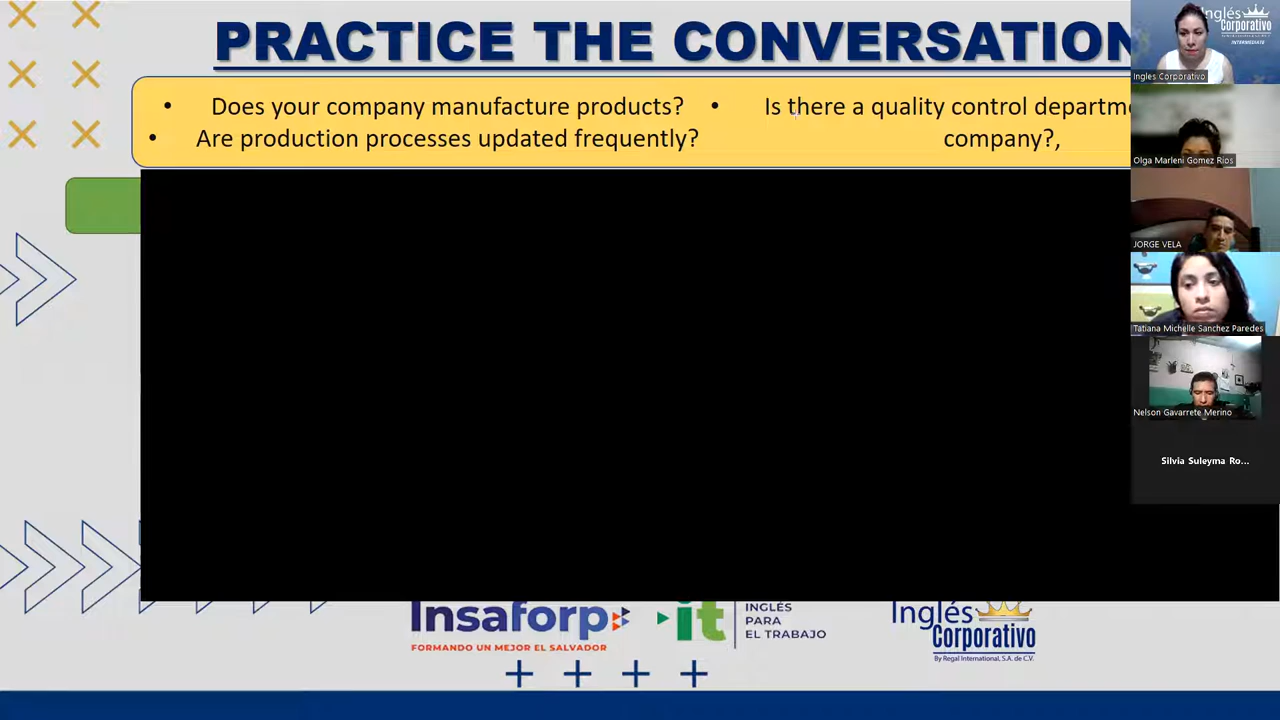 PRACTICE THE CONVERSATION
• Does your company manufacture products?
• Are production processes updated frequently?
• Is there a quality control
company?,
Insaforp
FORMANDO UN MEJOR EL SALVADOR
it
INGLÉS
PARA
EL TRABAJO
Inglés
Corporativo
By Regal International, S.A. de C.V.
Inglés
Corporativo
INTERMEDIATE
Ingles Corporativo
Olga Marleni Gomez Rios
JORGE VELA
Tatiana Michelle Sanchez Paredes
Nelson Gavarrete Merino
Silvia Suleyma Ro...